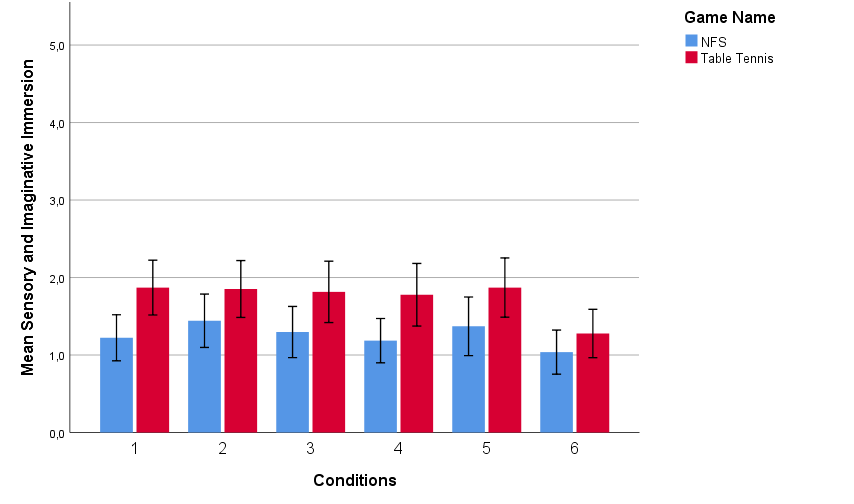 Game Name
NFS
Table Tennis
Mean Sensory and Imaginative Immersion
5,0
4,0
3,0
2,0
1,0
0,0
1 2 3 4 5 6
Conditions